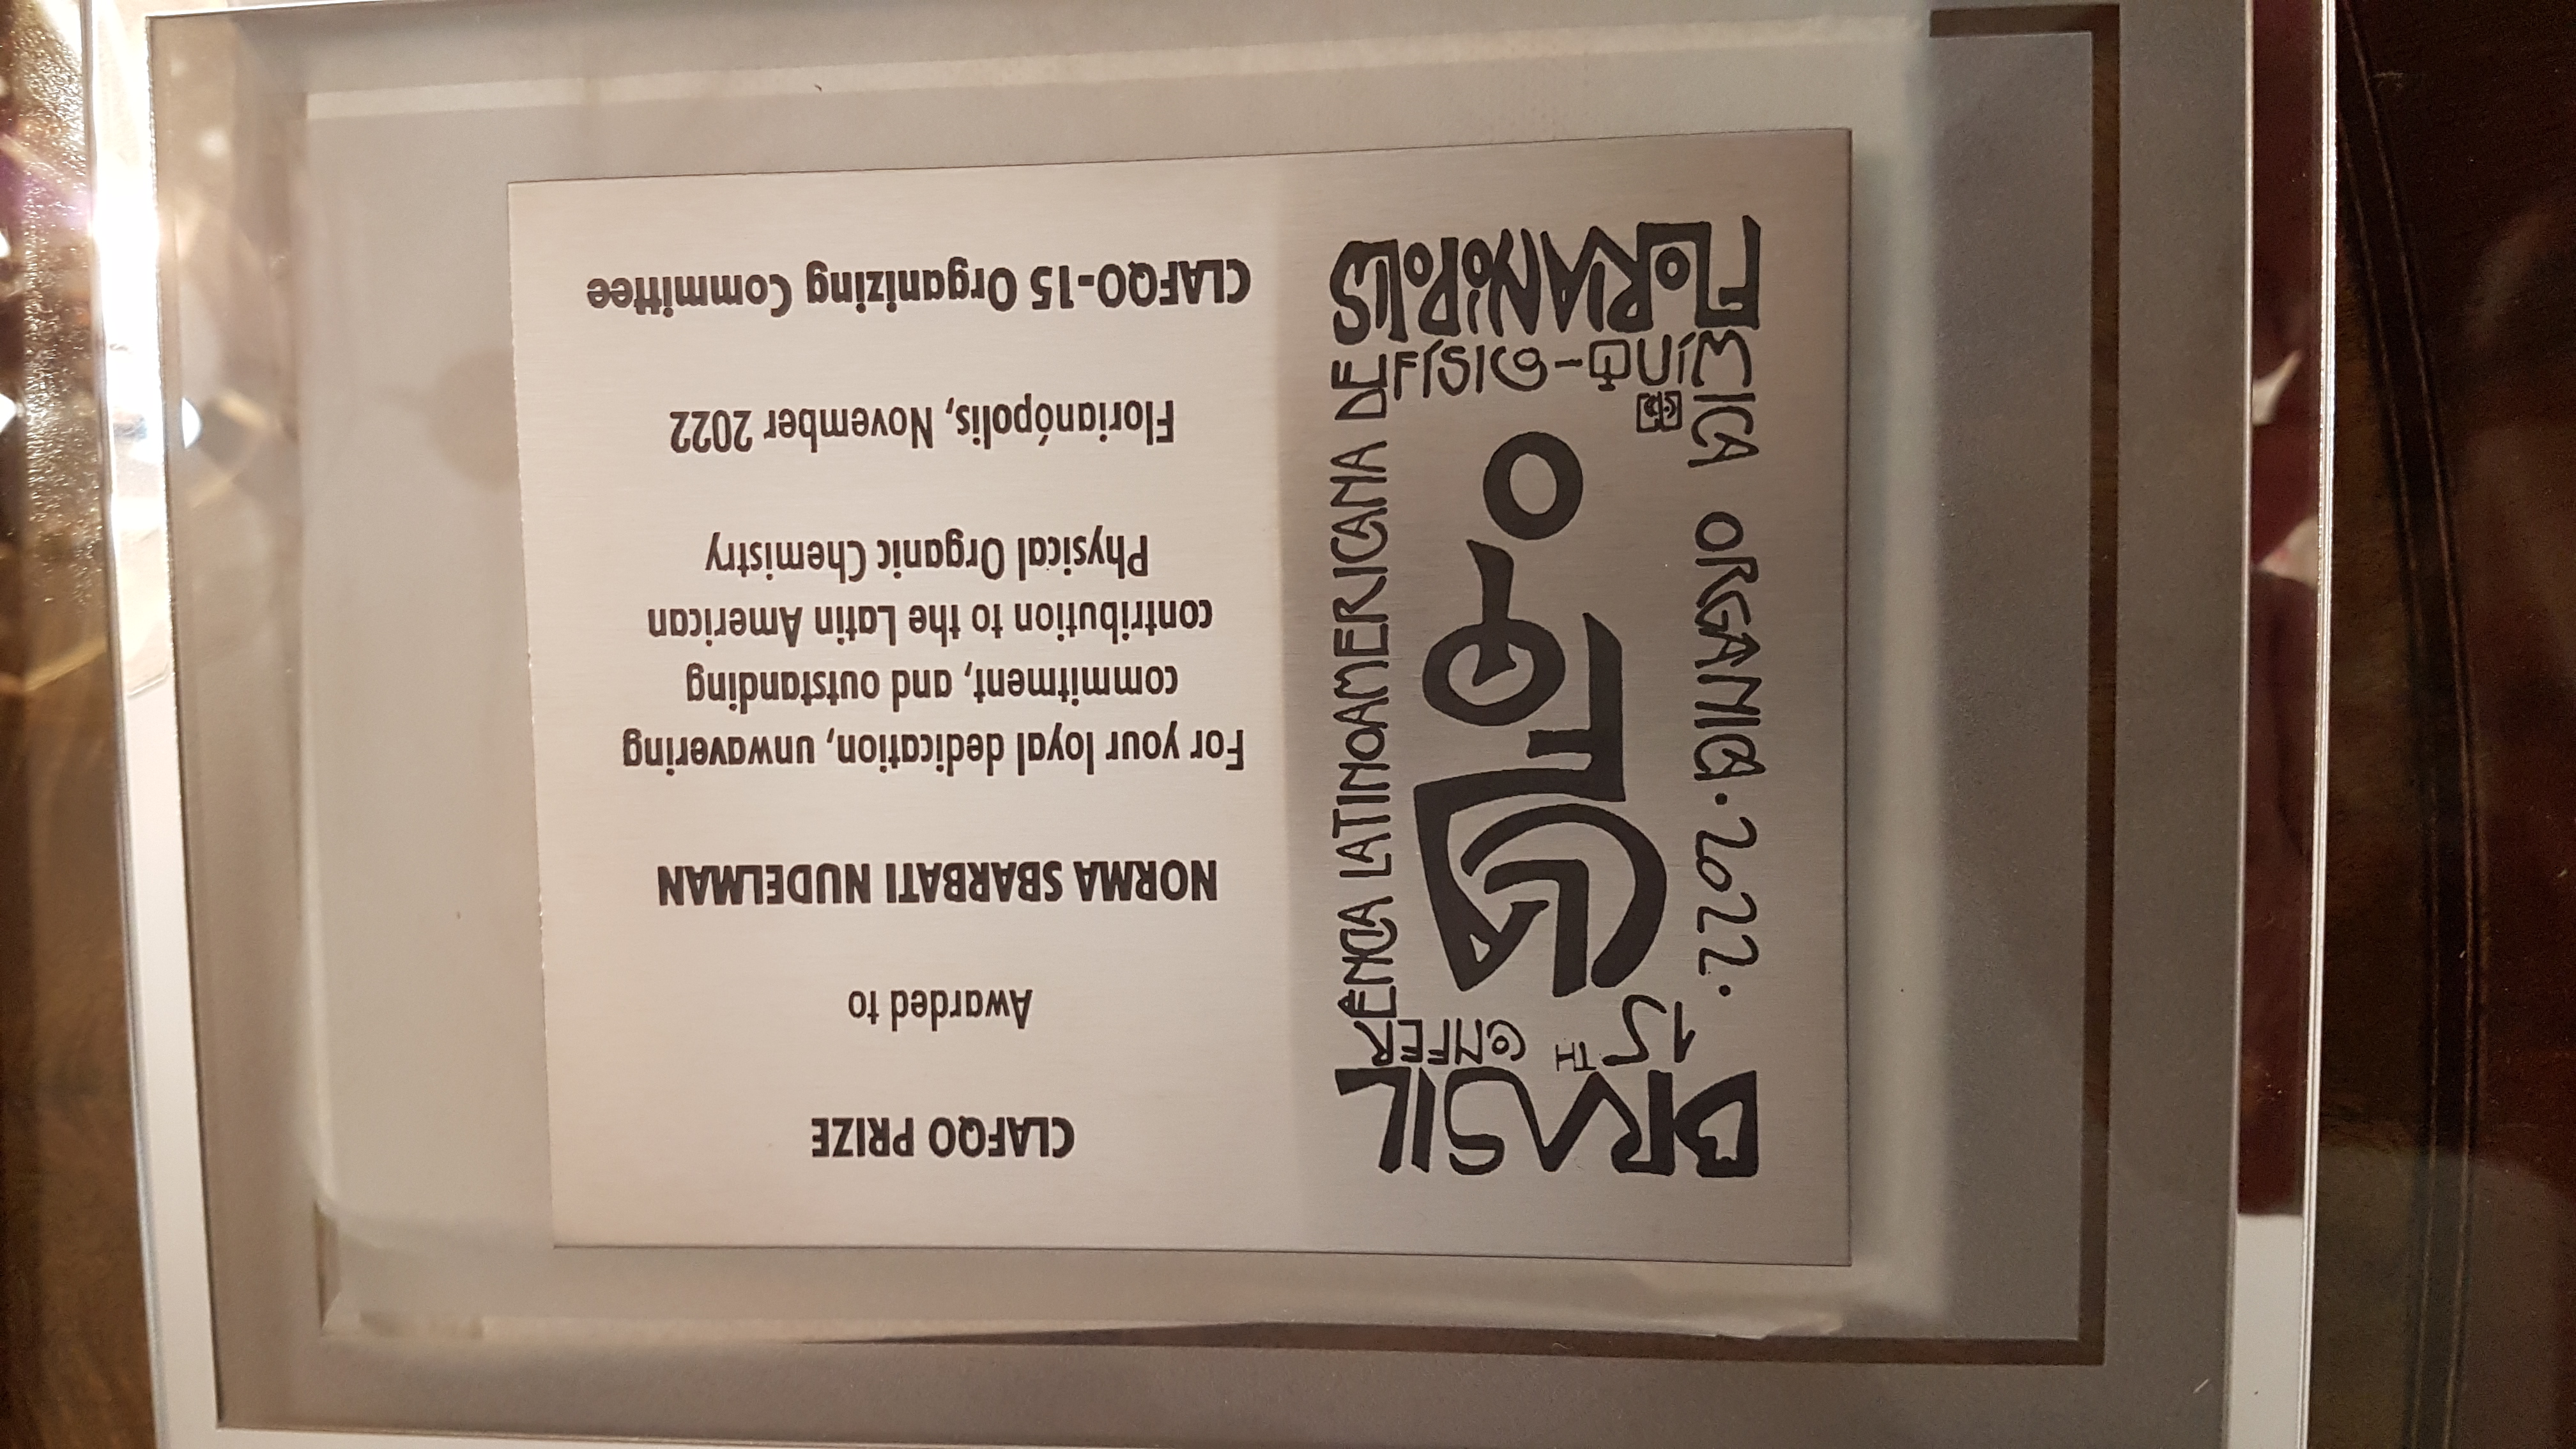 BRASIL
15TH CONFERÊNCIA LATINOAMERICANA DE FÍSICO-QUÍMICA ORGANICA · 2022 ·
FLORIANÓPOLIS
CLAFQO PRIZE
Awarded to
NORMA SBARBATI NUDELMAN
For your loyal dedication, unwavering
commitment, and outstanding
contribution to the Latin American
Physical Organic Chemistry
Florianópolis, November 2022
CLAFQO-15 Organizing Committee